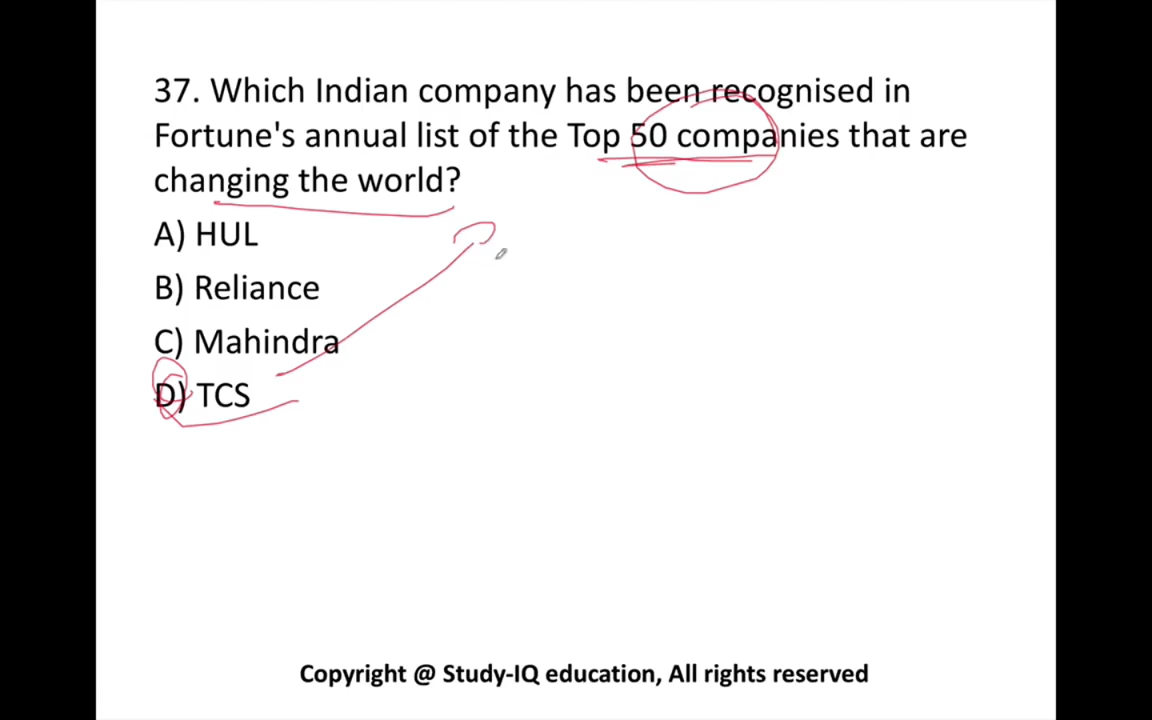 37. Which Indian company has been recognised in
Fortune's annual list of the Top 50 companies that are
changing the world?
A) HUL
B) Reliance
C) Mahindra
D) TCS
Copyright @ Study-IQ education, All rights reserved